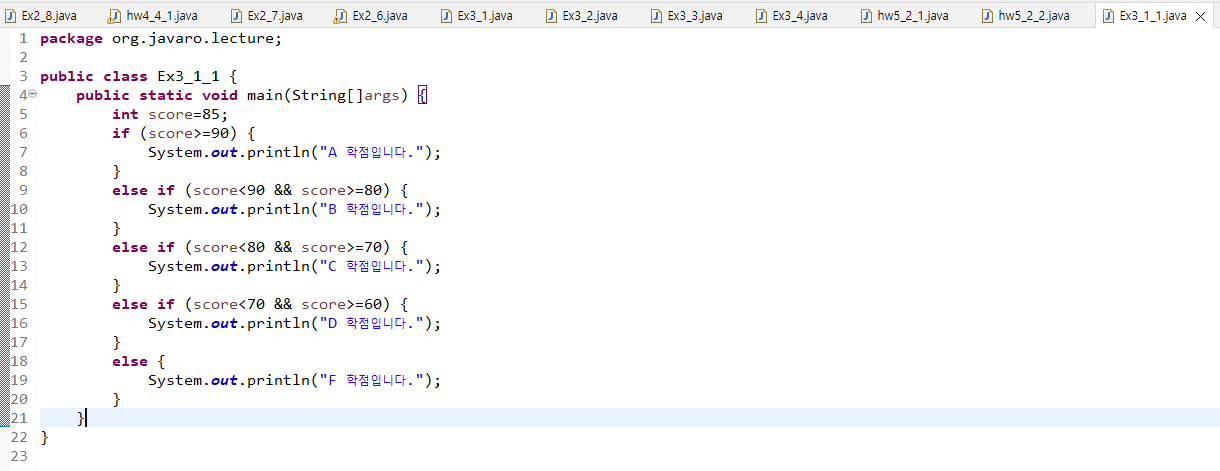 Ex2_8.java hw4_4_1.java Ex2_7.java Ex2_6.java Ex3_1.java Ex3_2.java Ex3_3.java Ex3_4.java hw5_2_1.java hw5_2_2.java Ex3_1_1.java
1 package org.javaro.lecture;
2
3 public class Ex3_1_1 {
4 public static void main(String[]args) {
5 int score=85;
6 if (score>=90) {
7 System.out.println("A 학점입니다.");
8 }
9 else if (score<90 && score>=80) {
10 System.out.println("B 학점입니다.");
11 }
12 else if (score<80 && score>=70) {
13 System.out.println("C 학점입니다.");
14 }
15 else if (score<70 && score>=60) {
16 System.out.println("D 학점입니다.");
17 }
18 else {
19 System.out.println("F 학점입니다.");
20 }
21 }
22 }
23